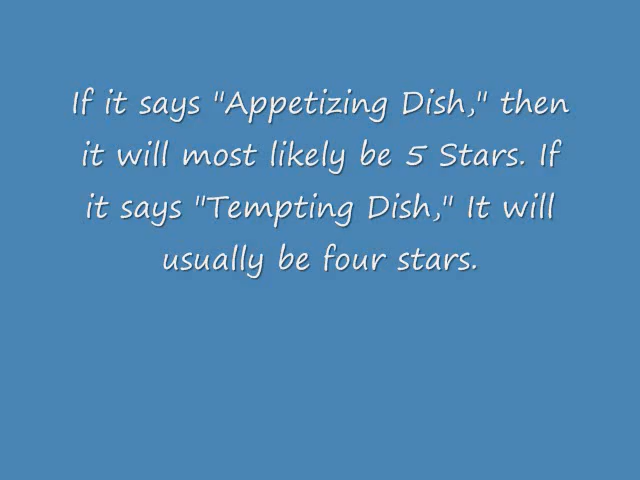 If it says "Appetizing Dish," then
it will most likely be 5 Stars. If
it says "Tempting Dish," It will
usually be four stars.